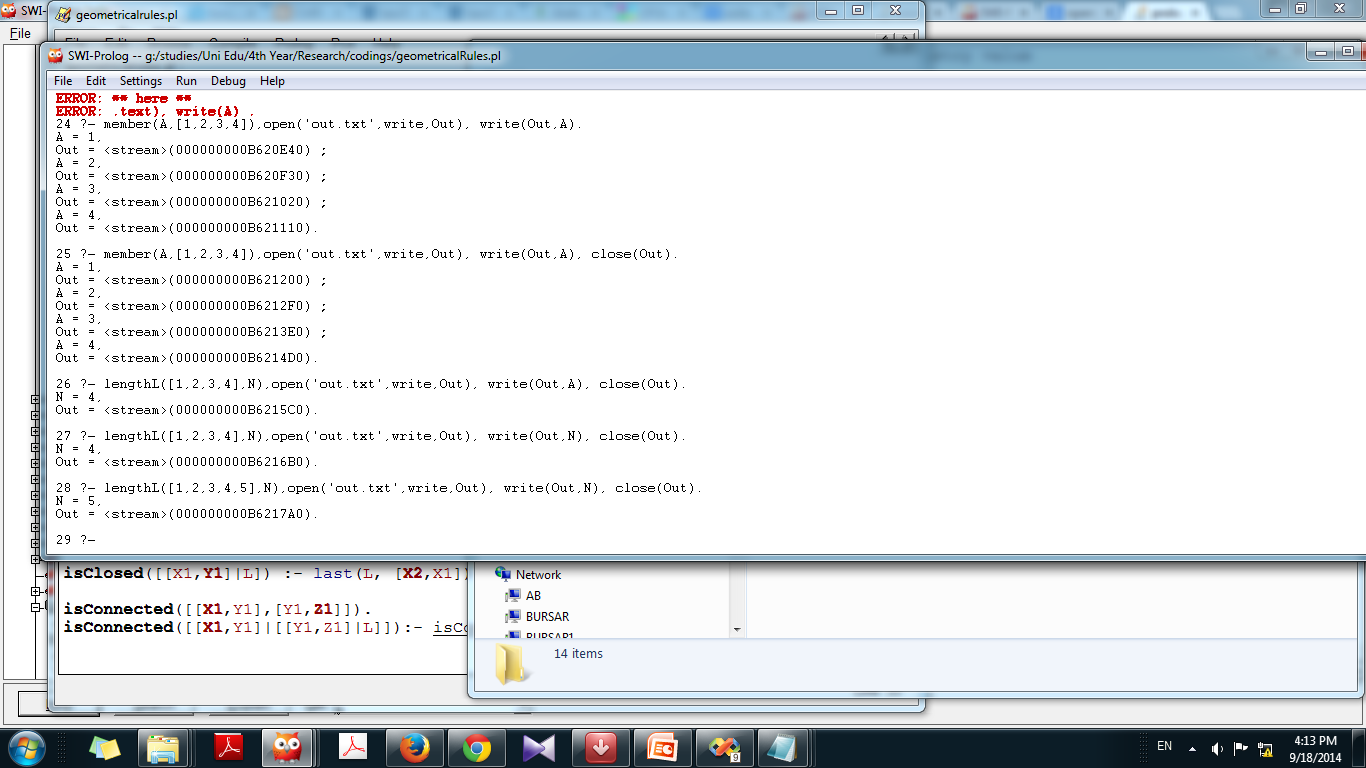 SWI-
geometricalrules.pl
File
SWI-Prolog -- g:/studies/Uni Edu/4th Year/Research/codings/geometricalRules.pl
File Edit Settings Run Debug Help
ERROR: ** here **
ERROR: .text), write(A) .
24 ?- member(A,[1,2,3,4]),open('out.txt',write,Out), write(Out,A).
A = 1,
Out = <stream>(000000000B620E40) ;
A = 2,
Out = <stream>(000000000B620F30) ;
A = 3,
Out = <stream>(000000000B621020) ;
A = 4,
Out = <stream>(000000000B621110).
25 ?- member(A,[1,2,3,4]),open('out.txt',write,Out), write(Out,A), close(Out).
A = 1,
Out = <stream>(000000000B621200) ;
A = 2,
Out = <stream>(000000000B6212F0) ;
A = 3,
Out = <stream>(000000000B6213E0) ;
A = 4,
Out = <stream>(000000000B6214D0).
26 ?- lengthL([1,2,3,4],N),open('out.txt',write,Out), write(Out,A), close(Out).
N = 4,
Out = <stream>(000000000B6215C0).
27 ?- lengthL([1,2,3,4],N),open('out.txt',write,Out), write(Out,N), close(Out).
N = 4,
Out = <stream>(000000000B6216B0).
28 ?- lengthL([1,2,3,4,5],N),open('out.txt',write,Out), write(Out,N), close(Out).
N = 5,
Out = <stream>(000000000B6217A0).
29 ?-
isClosed([[X1,Y1]|L]) :- last(L, [X2,X1])
isConnected([[X1,Y1],[Y1,Z1]]).
isConnected([[X1,Y1]|[[Y1,Z1]|L]]):- isCo
Network
AB
BURSAR
BURSAR1
14 items
9
EN
4:13 PM
9/18/2014